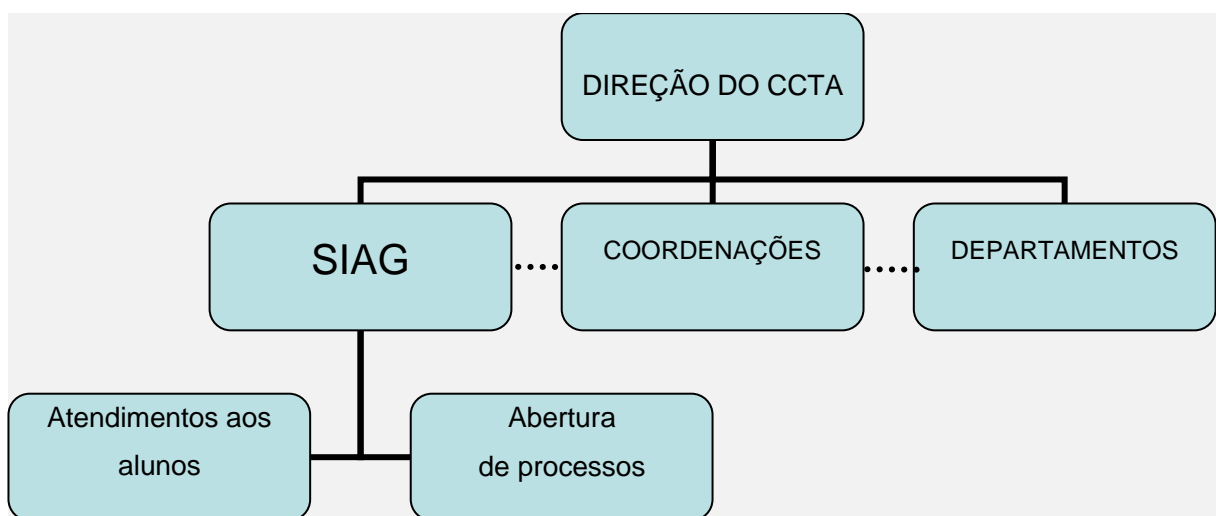 DIREÇÃO DO CCTA
SIAG
COORDENAÇÕES
DEPARTAMENTOS
Atendimentos aos
alunos
Abertura
de processos